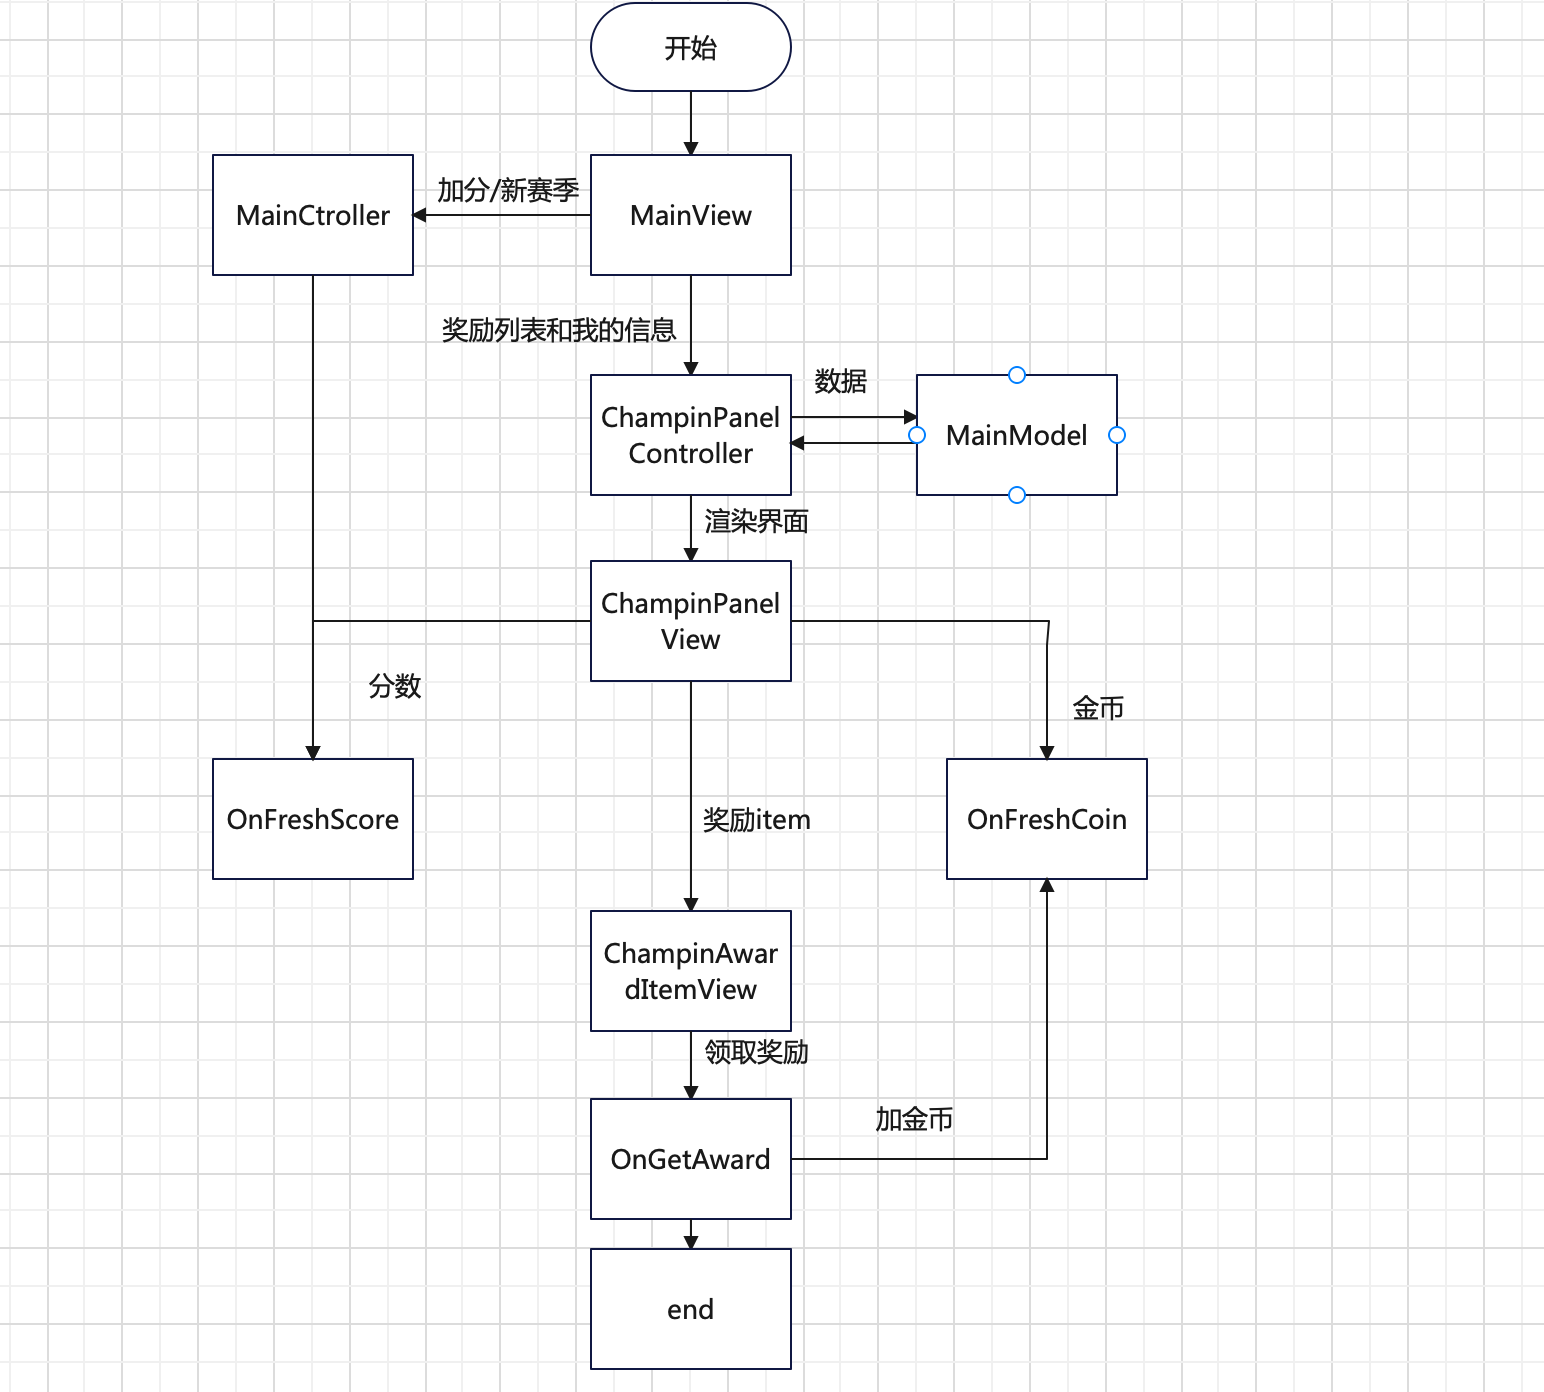 开始
加分/新赛季
MainCtroller
MainView
奖励列表和我的信息
数据
ChampinPanel
Controller
MainModel
渲染界面
ChampinPanel
View
分数
金币
OnFreshScore
奖励item
OnFreshCoin
ChampinAwar
dItemView
领取奖励
加金币
OnGetAward
end